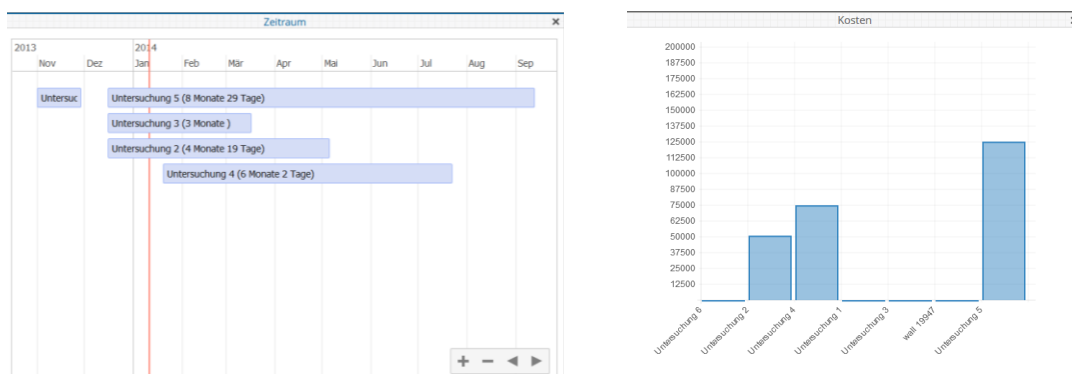 Zeitraum
2013
2014
Nov
Dez
Jan
Feb
Mär
Apr
Mai
Jun
Jul
Aug
Sep
Untersuc
Untersuchung 5 (8 Monate 29 Tage)
Untersuchung 3 (3 Monate )
Untersuchung 2 (4 Monate 19 Tage)
Untersuchung 4 (6 Monate 2 Tage)
Kosten
200000
187500
175000
162500
150000
137500
125000
112500
100000
87500
75000
62500
50000
37500
25000
12500
Untersuchung 6
Untersuchung 2
Untersuchung 4
Untersuchung 1
Untersuchung 3
wall 19947
Untersuchung 5